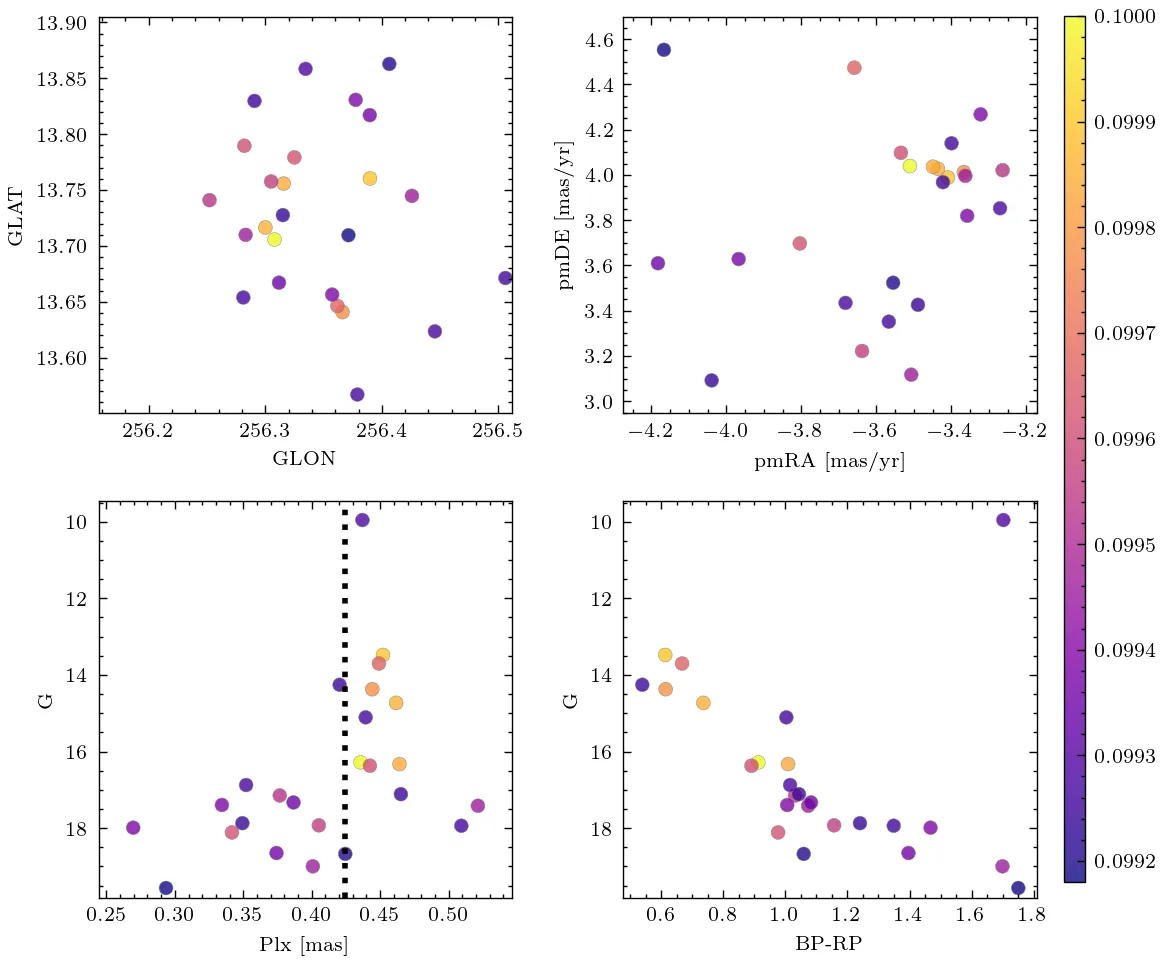 13.90
13.85
13.80
13.75
13.70
13.65
13.60
GLAT
256.2 256.3 256.4 256.5
GLON
4.6
4.4
4.2
4.0
3.8
3.6
3.4
3.2
3.0
pmDE [mas/yr]
−4.2 −4.0 −3.8 −3.6 −3.4 −3.2
pmRA [mas/yr]
10
12
14
16
18
G
0.25 0.30 0.35 0.40 0.45 0.50
Plx [mas]
10
12
14
16
18
G
0.6 0.8 1.0 1.2 1.4 1.6 1.8
BP-RP
0.1000
0.0999
0.0998
0.0997
0.0996
0.0995
0.0994
0.0993
0.0992